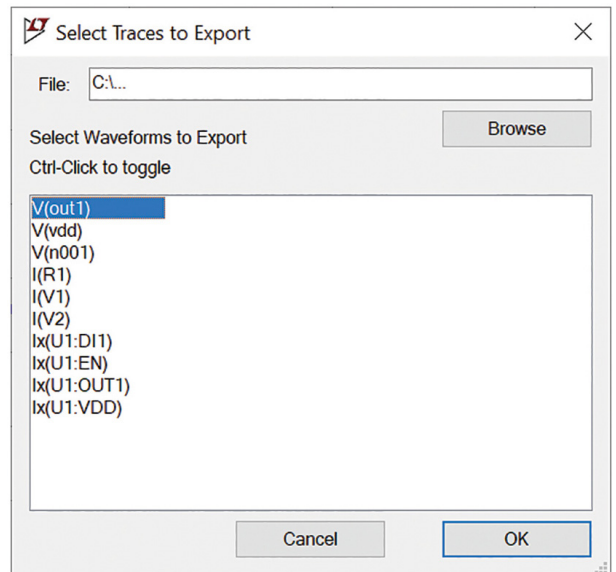 Select Traces to Export
File: C:\...
Browse
Select Waveforms to Export
Ctrl-Click to toggle
V(out1)
V(vdd)
V(n001)
I(R1)
I(V1)
I(V2)
Ix(U1:DI1)
Ix(U1:EN)
Ix(U1:OUT1)
Ix(U1:VDD)
Cancel OK